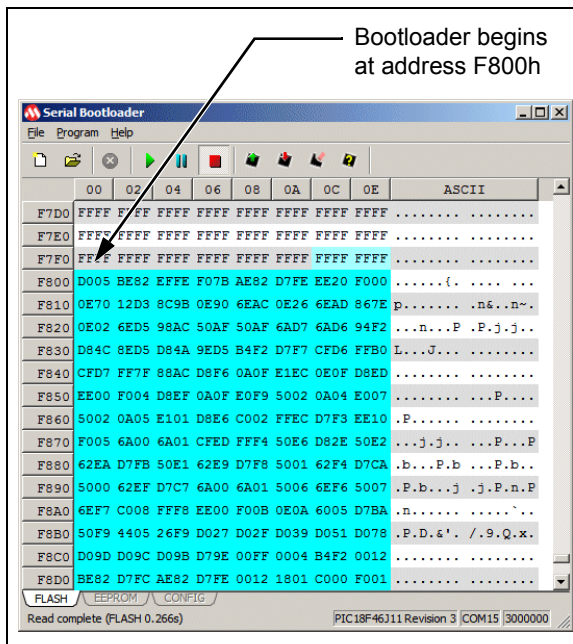 Bootloader begins
at address F800h
Serial Bootloader
File Program Help
00 02 04 06 08 0A 0C 0E ASCII
F7D0 FFFF FFFF FFFF FFFF FFFF FFFF FFFF FFFF ........ ........
F7E0 FFFF FFFF FFFF FFFF FFFF FFFF FFFF FFFF ........ ........
F7F0 FFFF FFFF FFFF FFFF FFFF FFFF FFFF FFFF ........ ........
F800 D005 BE82 EFFE F07B AE82 D7FE EE20 F000 ......{. .... ...
F810 0E70 12D3 8C9B 0E90 6EAC 0E26 6EAD 867E p....... .n&..n~.
F820 0E02 6ED5 98AC 50AF 50AF 6AD7 6AD6 94F2 ...n...P .P.j.j..
F830 D84C 8ED5 D84A 9ED5 B4F2 D7F7 CFD6 FFB0 L...J... ........
F840 CFD7 FF7F 88AC D8F6 0A0F E1EC 0E0F D8ED ........ ........
F850 EE00 F004 D8EF 0A0F E0F9 5002 0A04 E007 ........ ...P....
F860 5002 0A05 E101 D8E6 C002 FFEC D7F3 EE10 .P...... ........
F870 F005 6A00 6A01 CFED FFF4 50E6 D82E 50E2 ...j.j.. ...P...P
F880 62EA D7FB 50E1 62E9 D7F8 5001 62F4 D7CA .b...P.b ...P.b..
F890 5000 62EF D7C7 6A00 6A01 5006 6EF6 5007 .P.b...j .j.P.n.P
F8A0 6EF7 C008 FFF8 EE00 F00B 0E0A 6005 D7BA .n...... .....`..
F8B0 50F9 4405 26F9 D027 D02F D039 D051 D078 .P.D.&'. /.9.Q.x.
F8C0 D09D D09C D09B D79E 00FF 0004 B4F2 0012 ........ ........
F8D0 BE82 D7FC AE82 D7FE 0012 1801 C000 F001 ........ ........
FLASH EEPROM CONFIG
Read complete (FLASH 0.266s) PIC18F46J11 Revision 3 COM15 3000000